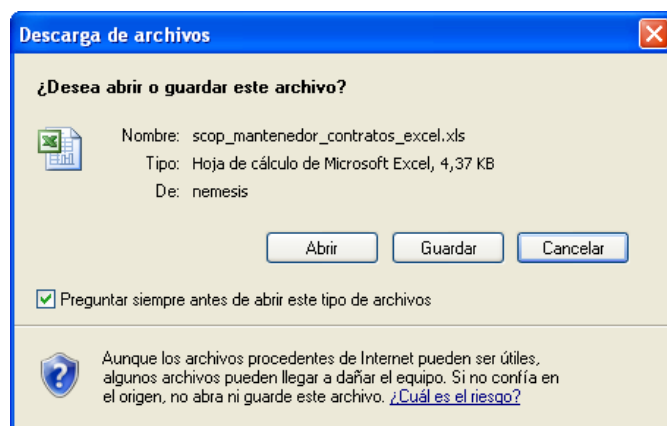 Descarga de archivos
¿Desea abrir o guardar este archivo?
Nombre: scop_mantenedor_contratos_excel.xls
Tipo: Hoja de cálculo de Microsoft Excel, 4,37 KB
De: nemesis
Abrir Guardar Cancelar
Preguntar siempre antes de abrir este tipo de archivos
Aunque los archivos procedentes de Internet pueden ser útiles,
algunos archivos pueden llegar a dañar el equipo. Si no confía en
el origen, no abra ni guarde este archivo. ¿Cuál es el riesgo?